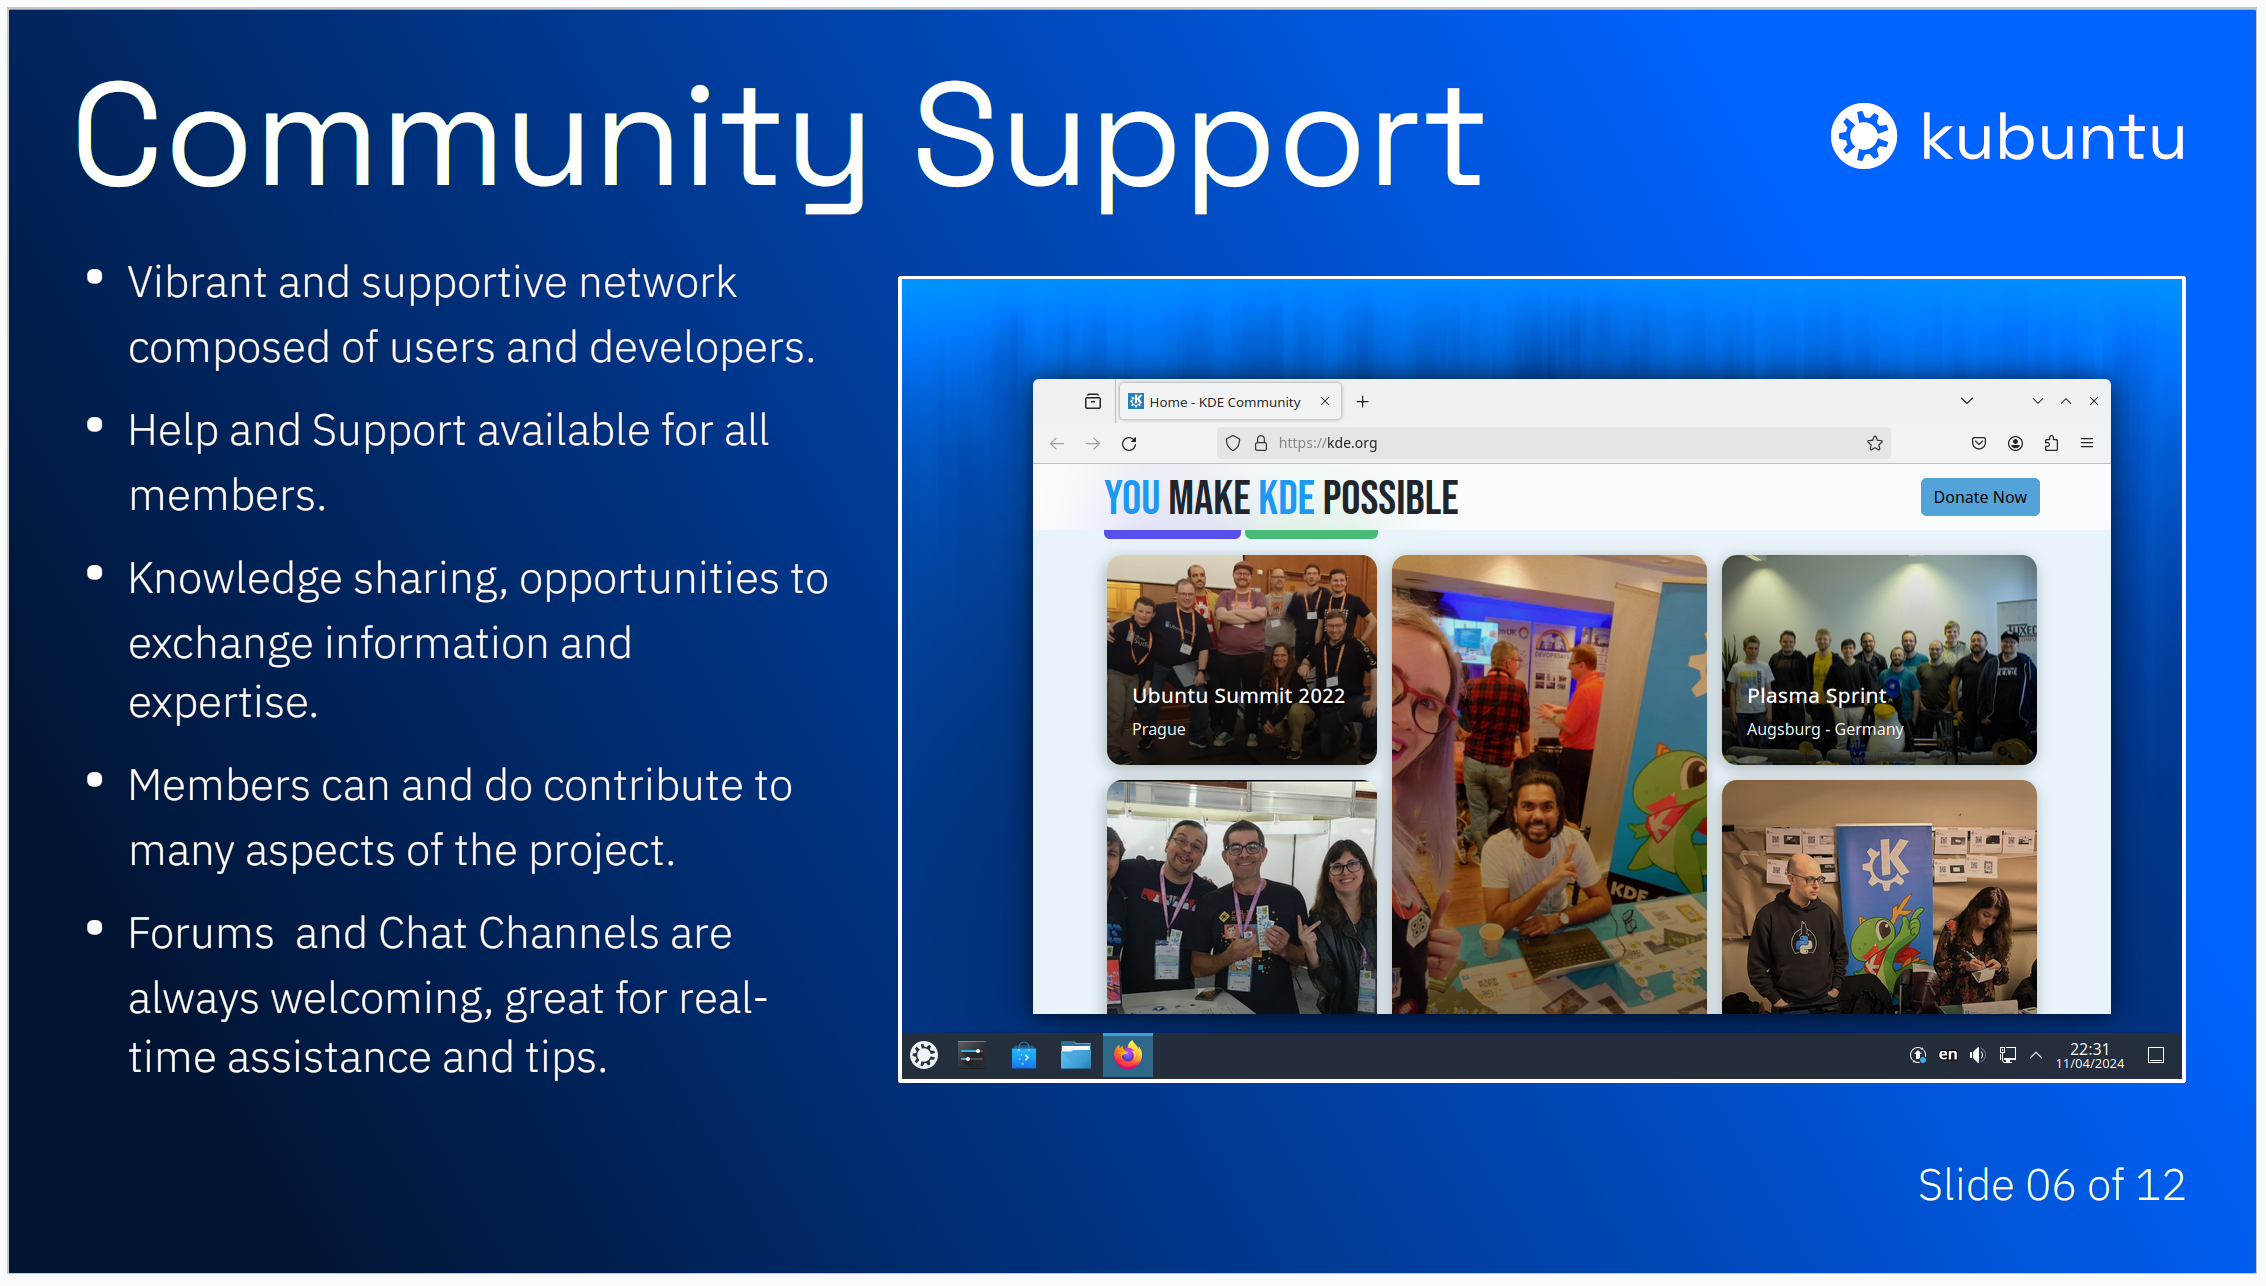 Community Support
kubuntu
• Vibrant and supportive network
composed of users and developers.
• Help and Support available for all
members.
• Knowledge sharing, opportunities to
exchange information and
expertise.
• Members can and do contribute to
many aspects of the project.
• Forums  and Chat Channels are
always welcoming, great for real-
time assistance and tips.
Home - KDE Community
https://kde.org
YOU MAKE KDE POSSIBLE
Donate Now
Ubuntu Summit 2022
Prague
DEVOPSDAYS
KDE
TUXED
Plasma Sprint
Augsburg - Germany
en
22:31
11/04/2024
Slide 06 of 12